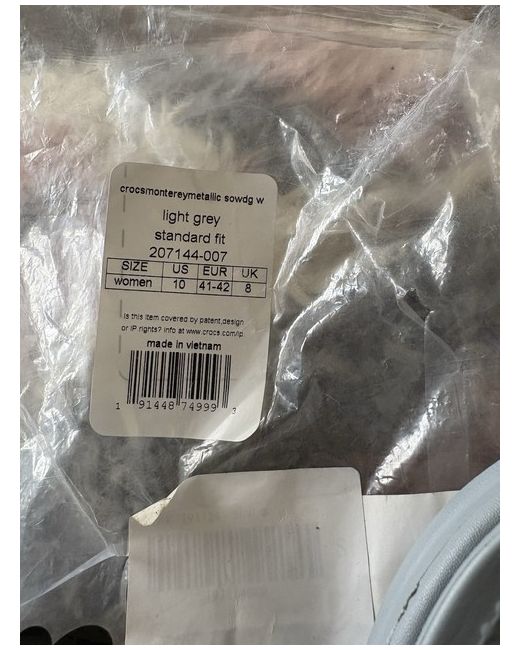 crocsmontereymetallic sowdg w
light grey
standard fit
207144-007
SIZE US EUR UK
women 10 41-42 8
is this item covered by patent,design
or IP rights? info at www.crocs.com/ip
made in vietnam
1 91448 74999 3